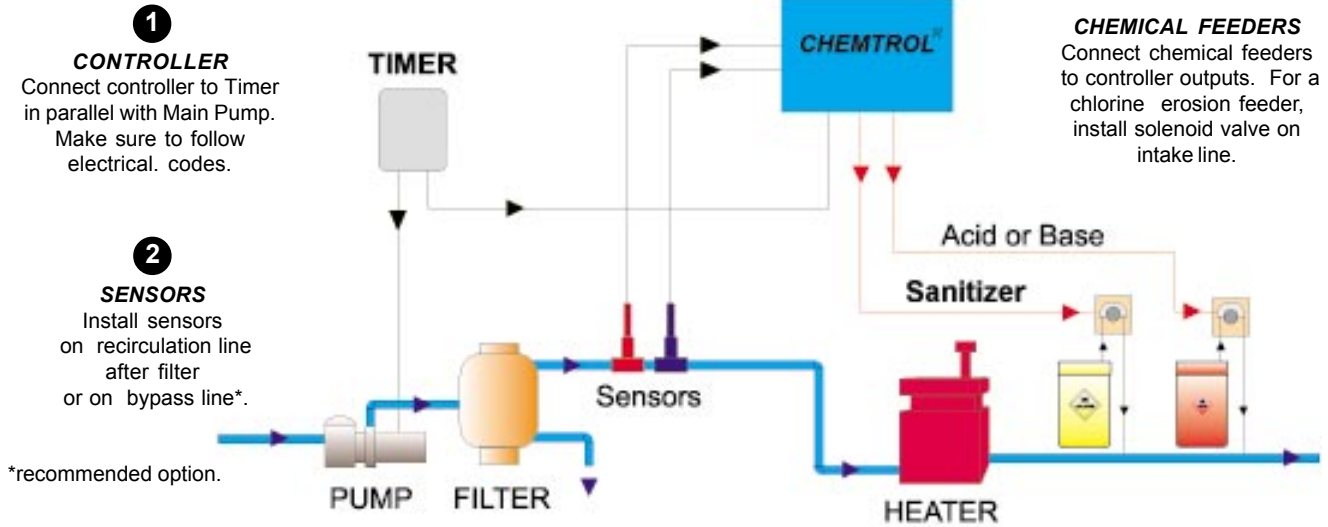 1
CONTROLLER
Connect controller to Timer
in parallel with Main Pump.
Make sure to follow
electrical. codes.
2
SENSORS
Install sensors
on recirculation line
after filter
or on bypass line*.
*recommended option.
TIMER
CHEMTROL®
CHEMICAL FEEDERS
Connect chemical feeders
to controller outputs. For a
chlorine erosion feeder,
install solenoid valve on
intake line.
Acid or Base
Sanitizer
Sensors
PUMP
FILTER
HEATER